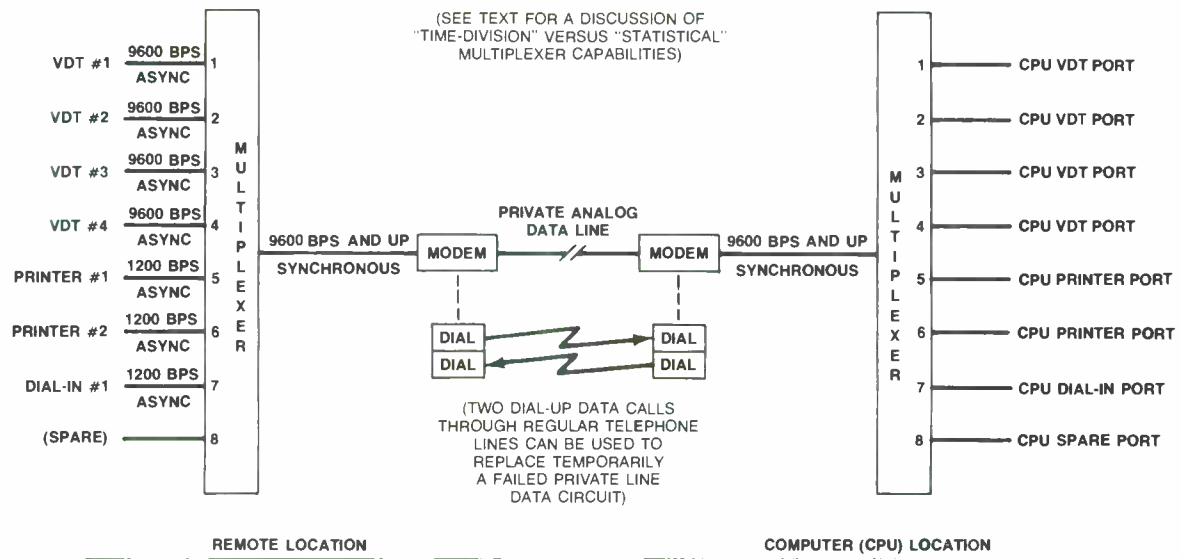 (SEE TEXT FOR A DISCUSSION OF
"TIME-DIVISION" VERSUS "STATISTICAL"
MULTIPLEXER CAPABILITIES)
VDT #1
9600 BPS
ASYNC
1
VDT #2
9600 BPS
ASYNC
2
VDT #3
9600 BPS
ASYNC
3
VDT #4
9600 BPS
ASYNC
4
PRINTER #1
1200 BPS
ASYNC
5
PRINTER #2
1200 BPS
ASYNC
6
DIAL-IN #1
1200 BPS
ASYNC
7
(SPARE)
8
MULTIPLEXER
9600 BPS AND UP
SYNCHRONOUS
MODEM
PRIVATE ANALOG
DATA LINE
MODEM
9600 BPS AND UP
SYNCHRONOUS
DIAL
DIAL
DIAL
DIAL
(TWO DIAL-UP DATA CALLS
THROUGH REGULAR TELEPHONE
LINES CAN BE USED TO
REPLACE TEMPORARILY
A FAILED PRIVATE LINE
DATA CIRCUIT)
MULTIPLEXER
1 CPU VDT PORT
2 CPU VDT PORT
3 CPU VDT PORT
4 CPU VDT PORT
5 CPU PRINTER PORT
6 CPU PRINTER PORT
7 CPU DIAL-IN PORT
8 CPU SPARE PORT
REMOTE LOCATION
COMPUTER (CPU) LOCATION